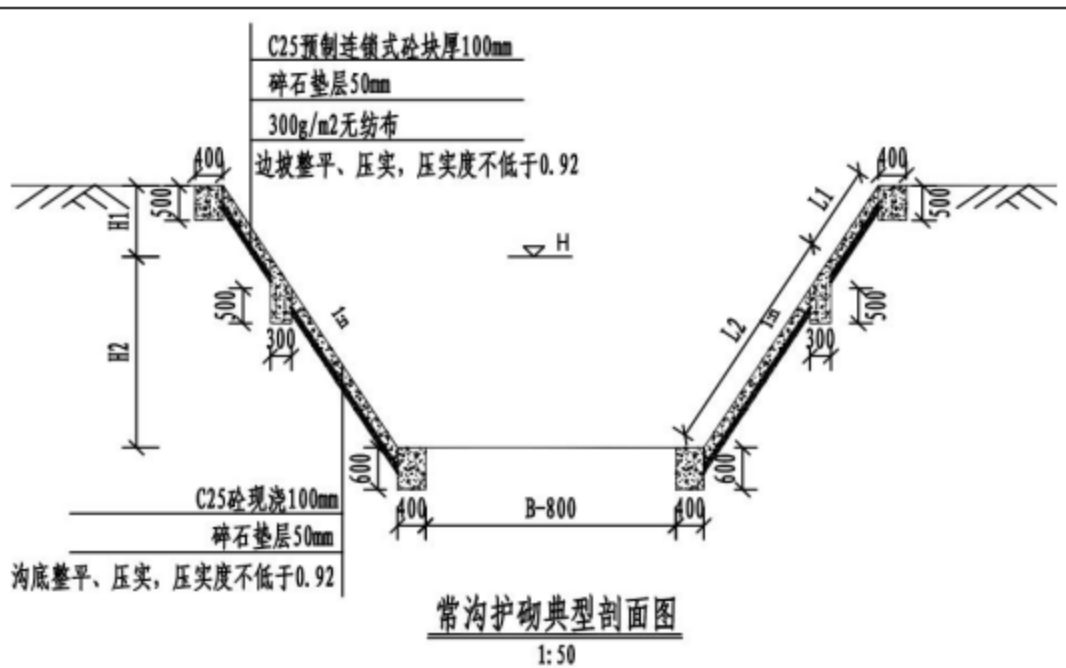 C25预制连锁式砼块厚100mm
碎石垫层50mm
300g/m2无纺布
边坡整平、压实，压实度不低于0.92
400
400
500
500
H1
L1
H
500
500
300
300
1:n
1:n
L2
H2
600
600
C25砼现浇100mm
碎石垫层50mm
沟底整平、压实，压实度不低于0.92
400
B-800
400
常沟护砌典型剖面图
1:50